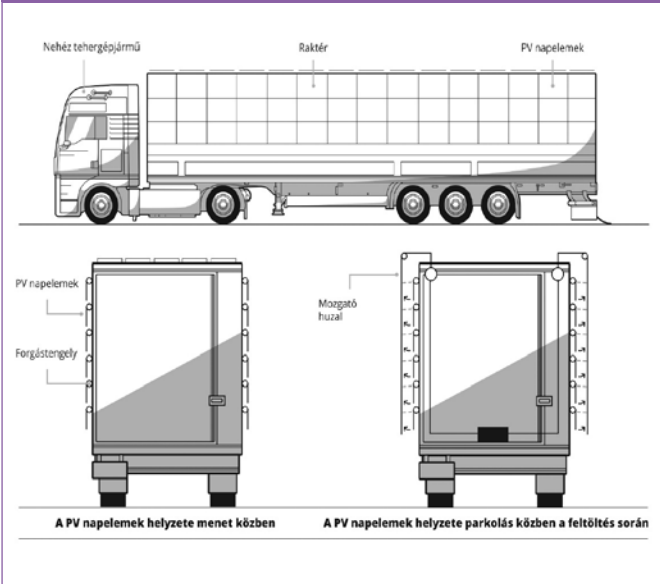 Nehéz tehergépjármű
Raktér
PV napelemek
PV napelemek
Forgástengely
Mozgató
huzal
A PV napelemek helyzete menet közben
A PV napelemek helyzete parkolás közben a feltöltés során